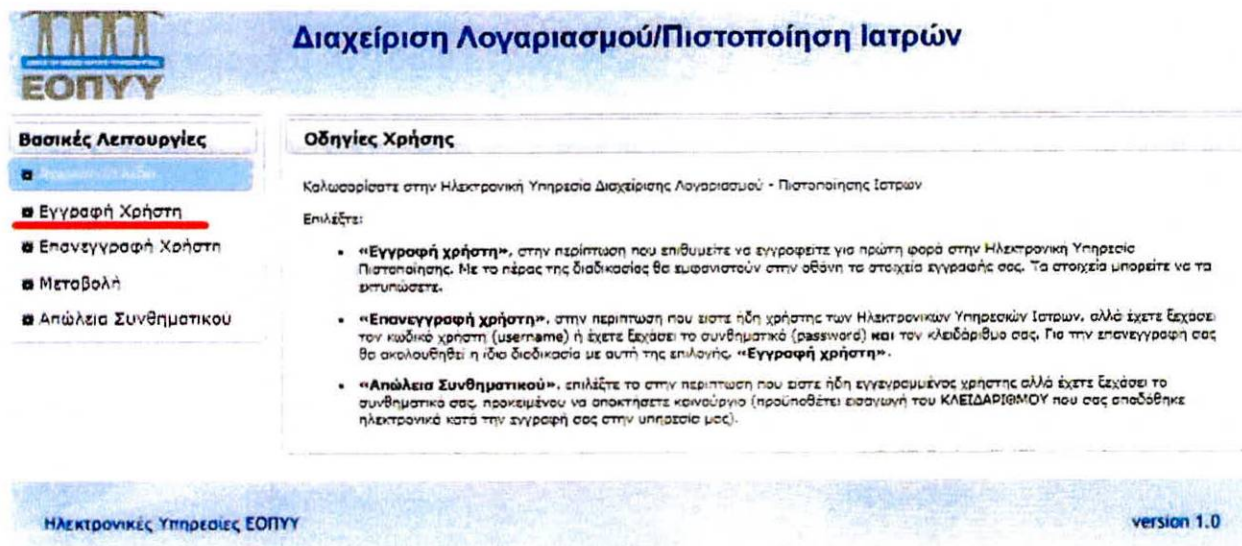 Διαχείριση Λογαριασμού/Πιστοποίηση Ιατρών
ΕΟΠΥΥ
Βασικές Λειτουργίες
Εγγραφή Χρήστη
Επανεγγραφή Χρήστη
Μεταβολή
Απώλεια Συνθηματικού
Οδηγίες Χρήσης
Καλωσορίσατε στην Ηλεκτρονική Υπηρεσία Διαχείρισης Λογαριασμού - Πιστοποίησης Ιατρών
Επιλέξτε:
• «Εγγραφή χρήστη», στην περίπτωση που επιθυμείτε να εγγραφείτε για πρώτη φορά στην Ηλεκτρονική Υπηρεσία
Πιστοποίησης. Με το πέρας της διαδικασίας θα εμφανιστούν στην οθόνη τα στοιχεία εγγραφής σας. Τα στοιχεία μπορείτε να τα
εκτυπώσετε.
• «Επανεγγραφή χρήστη», στην περίπτωση που είστε ήδη χρήστης των Ηλεκτρονικών Υπηρεσιών Ιατρων, αλλά έχετε ξεχάσει
τον κωδικό χρήστη (username) ή έχετε ξεχάσει το συνθηματικό (password) και τον κλειδάριθμο σας. Για την επανεγγραφή σας
θα ακολουθηθεί η ίδια διαδικασία με αυτή της επιλογής, «Εγγραφή χρήστη».
• «Απώλεια Συνθηματικού», επιλέξτε το στην περιπτωση που είστε ήδη εγγεγραμμένος χρήστης αλλά έχετε ξεχάσει το
συνθηματικό σας, προκειμένου να αποκτήσετε καινούργιο (προϋποθέτει εισαγωγή του ΚΛΕΙΔΑΡΙΘΜΟΥ που σας αποδόθηκε
ηλεκτρονικά κατά την εγγραφή σας στην υπηρεσία μας).
Ηλεκτρονικές Υπηρεσίες ΕΟΠΥΥ
version 1.0